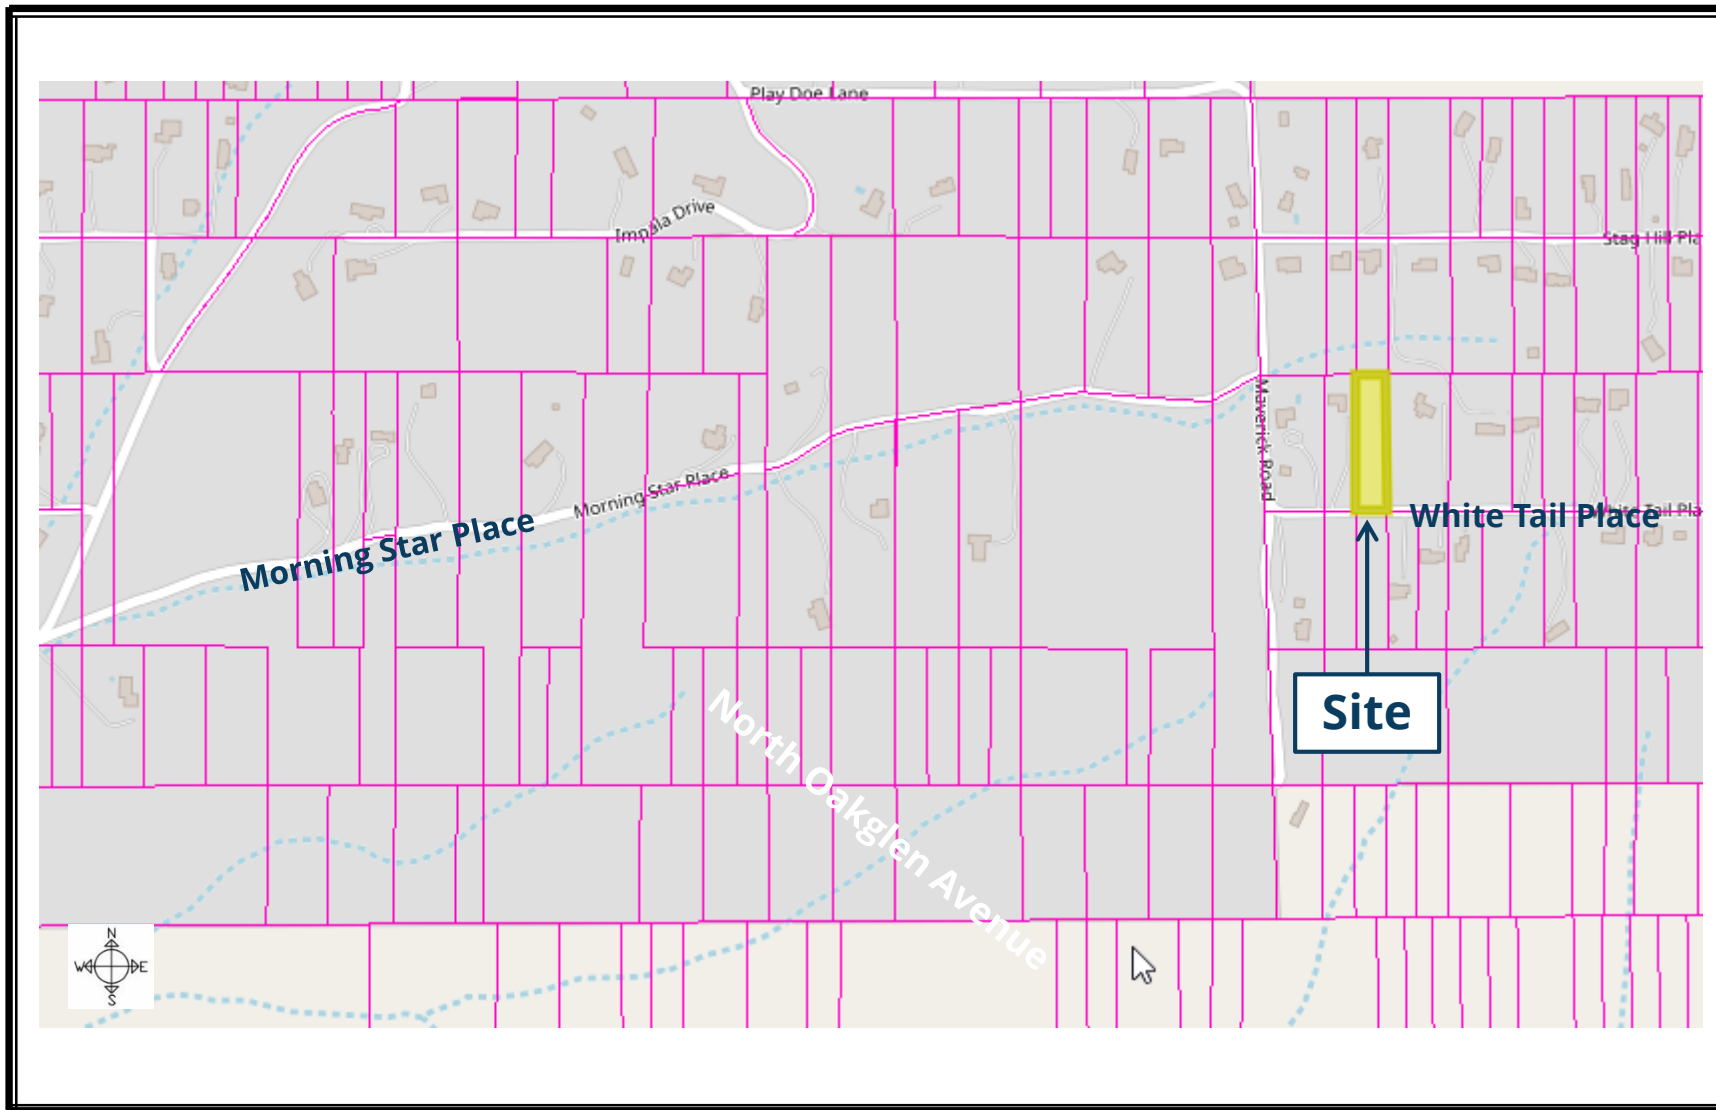 Play Doe Lane
Impala Drive
Stag Hill Pla
Maverick Road
Morning Star Place
Morning Star Place
White Tail Place
White Tail Pla
North Oakglen Avenue
Site
N
W E
S